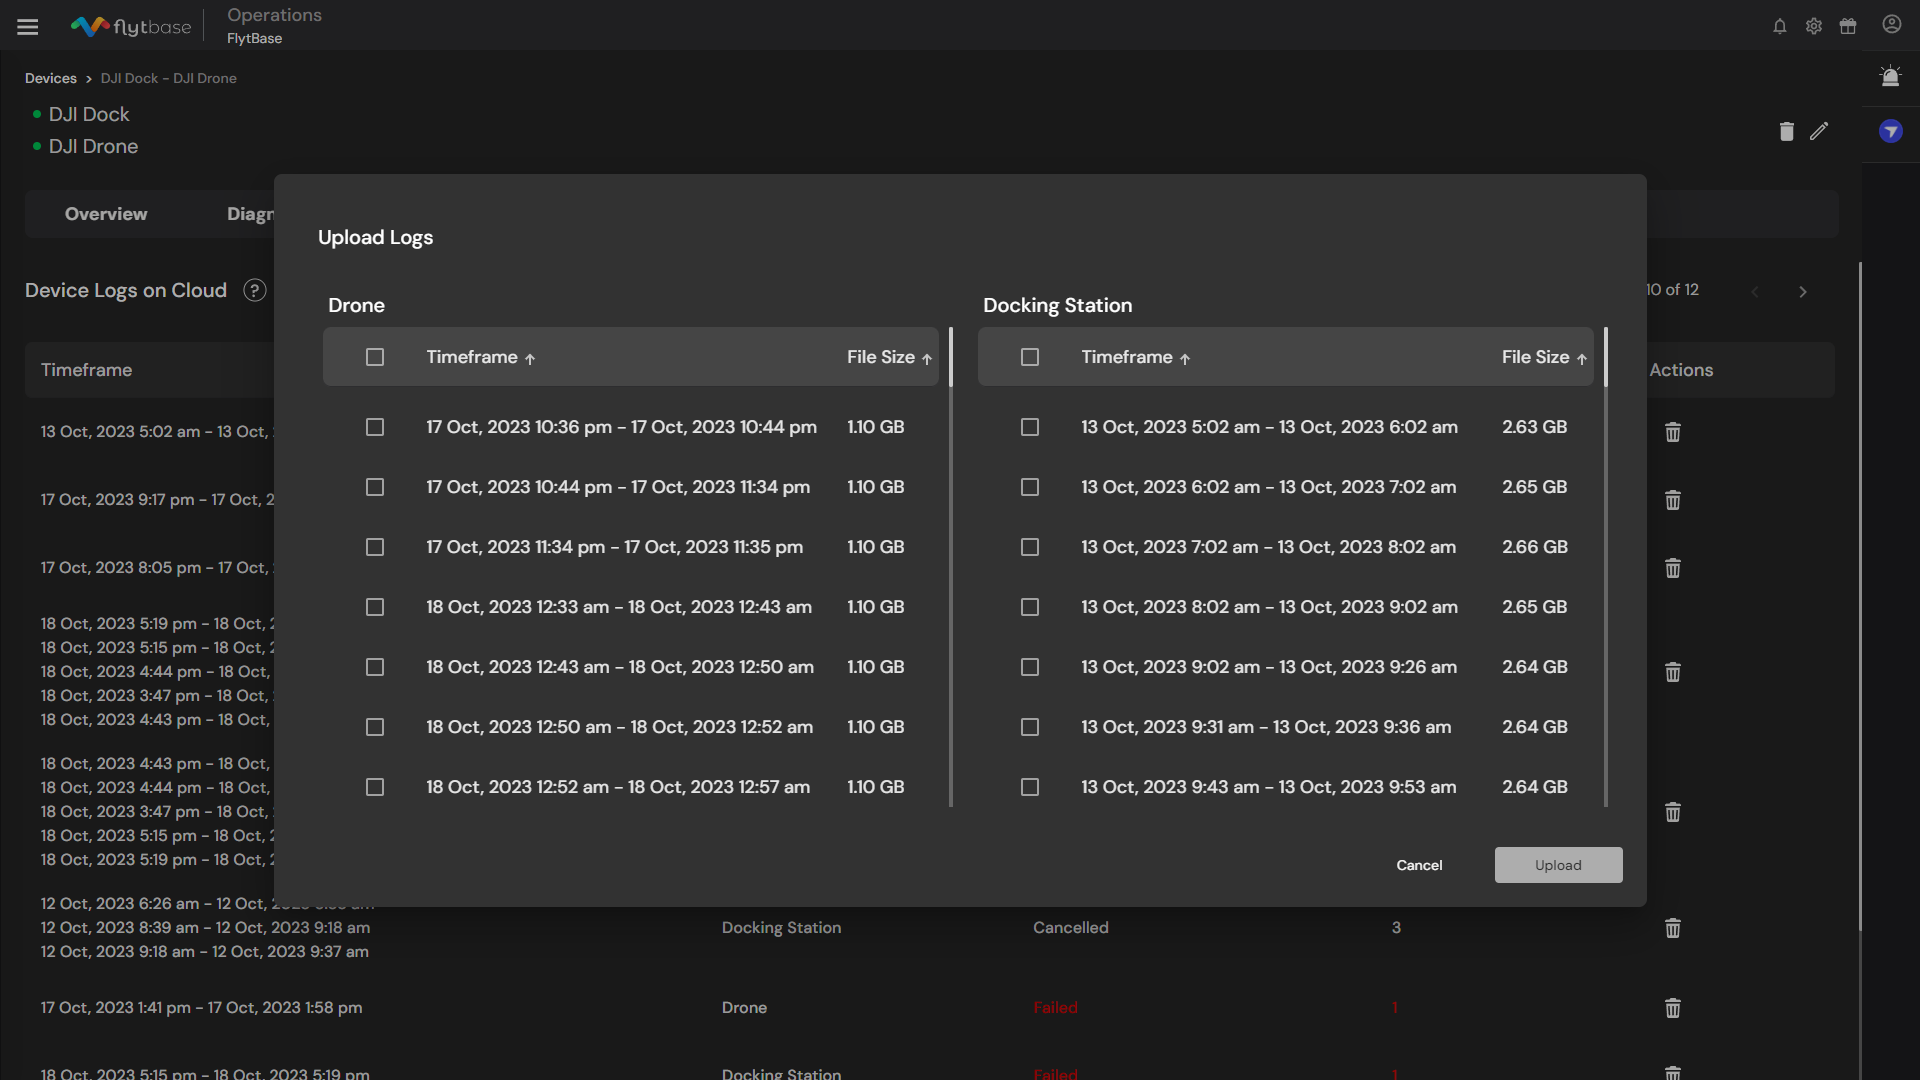 flytbase
Operations
FlytBase
Devices > DJI Dock - DJI Drone
DJI Dock
DJI Drone
Overview
Diagn
Upload Logs
Device Logs on Cloud ?
10 of 12
Drone
Docking Station
Timeframe ↑ File Size ↑
Timeframe ↑ File Size ↑
Timeframe
Actions
17 Oct, 2023 10:36 pm - 17 Oct, 2023 10:44 pm 1.10 GB
17 Oct, 2023 10:44 pm - 17 Oct, 2023 11:34 pm 1.10 GB
17 Oct, 2023 11:34 pm - 17 Oct, 2023 11:35 pm 1.10 GB
18 Oct, 2023 12:33 am - 18 Oct, 2023 12:43 am 1.10 GB
18 Oct, 2023 12:43 am - 18 Oct, 2023 12:50 am 1.10 GB
18 Oct, 2023 12:50 am - 18 Oct, 2023 12:52 am 1.10 GB
18 Oct, 2023 12:52 am - 18 Oct, 2023 12:57 am 1.10 GB
13 Oct, 2023 5:02 am - 13 Oct, 2023 6:02 am 2.63 GB
13 Oct, 2023 6:02 am - 13 Oct, 2023 7:02 am 2.65 GB
13 Oct, 2023 7:02 am - 13 Oct, 2023 8:02 am 2.66 GB
13 Oct, 2023 8:02 am - 13 Oct, 2023 9:02 am 2.65 GB
13 Oct, 2023 9:02 am - 13 Oct, 2023 9:26 am 2.64 GB
13 Oct, 2023 9:31 am - 13 Oct, 2023 9:36 am 2.64 GB
13 Oct, 2023 9:43 am - 13 Oct, 2023 9:53 am 2.64 GB
Cancel
Upload
13 Oct, 2023 5:02 am - 13 Oct,
17 Oct, 2023 9:17 pm - 17 Oct, 2
17 Oct, 2023 8:05 pm - 17 Oct,
18 Oct, 2023 5:19 pm - 18 Oct, 2
18 Oct, 2023 5:15 pm - 18 Oct, 2
18 Oct, 2023 4:44 pm - 18 Oct,
18 Oct, 2023 3:47 pm - 18 Oct,
18 Oct, 2023 4:43 pm - 18 Oct,
18 Oct, 2023 4:43 pm - 18 Oct,
18 Oct, 2023 4:44 pm - 18 Oct,
18 Oct, 2023 3:47 pm - 18 Oct,
18 Oct, 2023 5:15 pm - 18 Oct, 2
18 Oct, 2023 5:19 pm - 18 Oct, 2
12 Oct, 2023 6:26 am - 12 Oct,
12 Oct, 2023 8:39 am - 12 Oct, 2023 9:18 am Docking Station Cancelled 3
12 Oct, 2023 9:18 am - 12 Oct, 2023 9:37 am
17 Oct, 2023 1:41 pm - 17 Oct, 2023 1:58 pm Drone Failed 1
18 Oct, 2023 5:15 pm - 18 Oct, 2023 5:19 pm Docking Station Failed 1